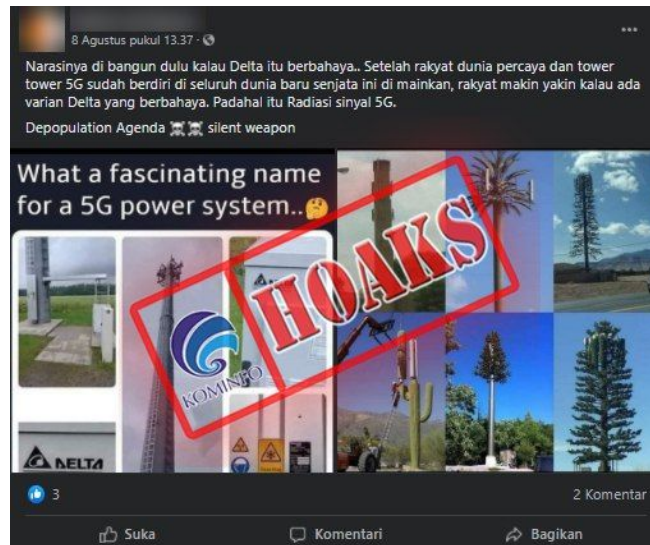 8 Agustus pukul 13.37 ·
Narasinya di bangun dulu kalau Delta itu berbahaya.. Setelah rakyat dunia percaya dan tower
tower 5G sudah berdiri di seluruh dunia baru senjata ini di mainkan, rakyat makin yakin kalau ada
varian Delta yang berbahaya. Padahal itu Radiasi sinyal 5G.
Depopulation Agenda ☠️☠️ silent weapon
What a fascinating name
for a 5G power system..🤔
HOAKS
KOMINFO
DELTA
3
2 Komentar
Suka
Komentari
Bagikan